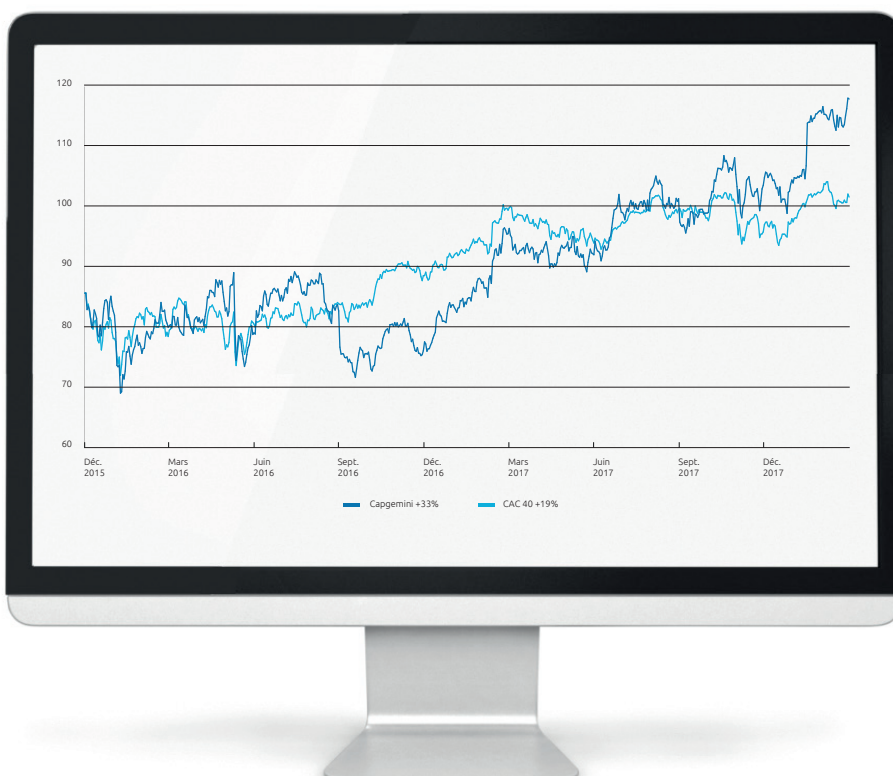 120
110
100
90
80
70
60
Déc.
2015
Mars
2016
Juin
2016
Sept.
2016
Déc.
2016
Mars
2017
Juin
2017
Sept.
2017
Déc.
2017
Capgemini +33%
CAC 40 +19%